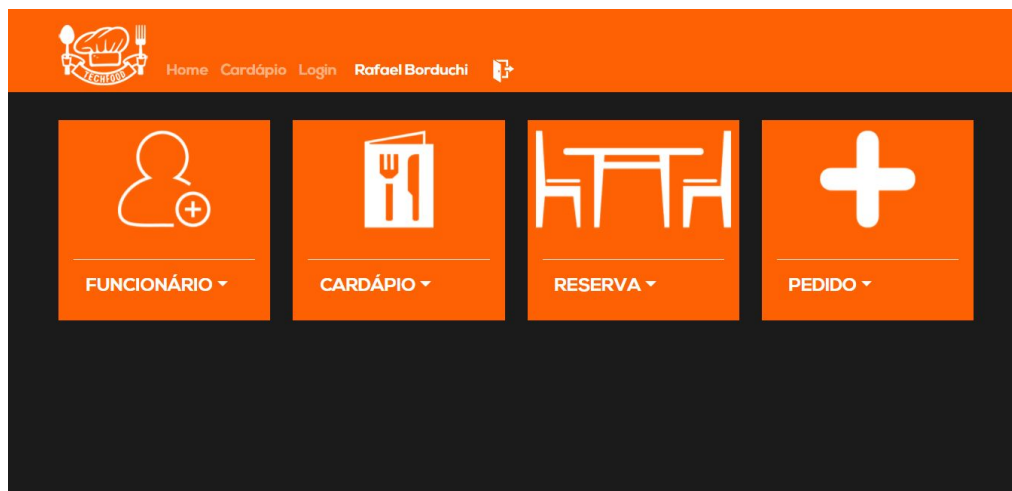 TECHFOOD
Home Cardápio Login Rafael Borduchi
FUNCIONÁRIO
CARDÁPIO
RESERVA
PEDIDO